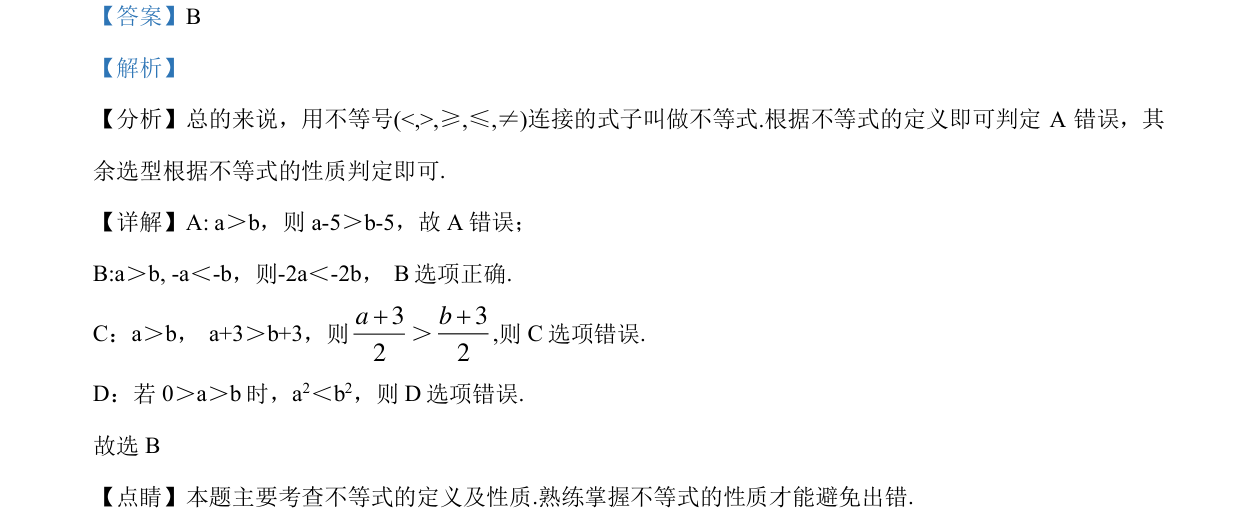 【答案】B
【解析】
【分析】总的来说，用不等号(<,>,≥,≤,≠)连接的式子叫做不等式.根据不等式的定义即可判定 A 错误，其
余选型根据不等式的性质判定即可.
【详解】A: a＞b，则 a-5＞b-5，故 A 错误；
B:a＞b, -a＜-b，则-2a＜-2b， B 选项正确.
C：a＞b， a+3＞b+3，则 \frac{a+3}{2} ＞ \frac{b+3}{2} ,则 C 选项错误.
D：若 0＞a＞b 时，a²＜b²，则 D 选项错误.
故选 B
【点睛】本题主要考查不等式的定义及性质.熟练掌握不等式的性质才能避免出错.